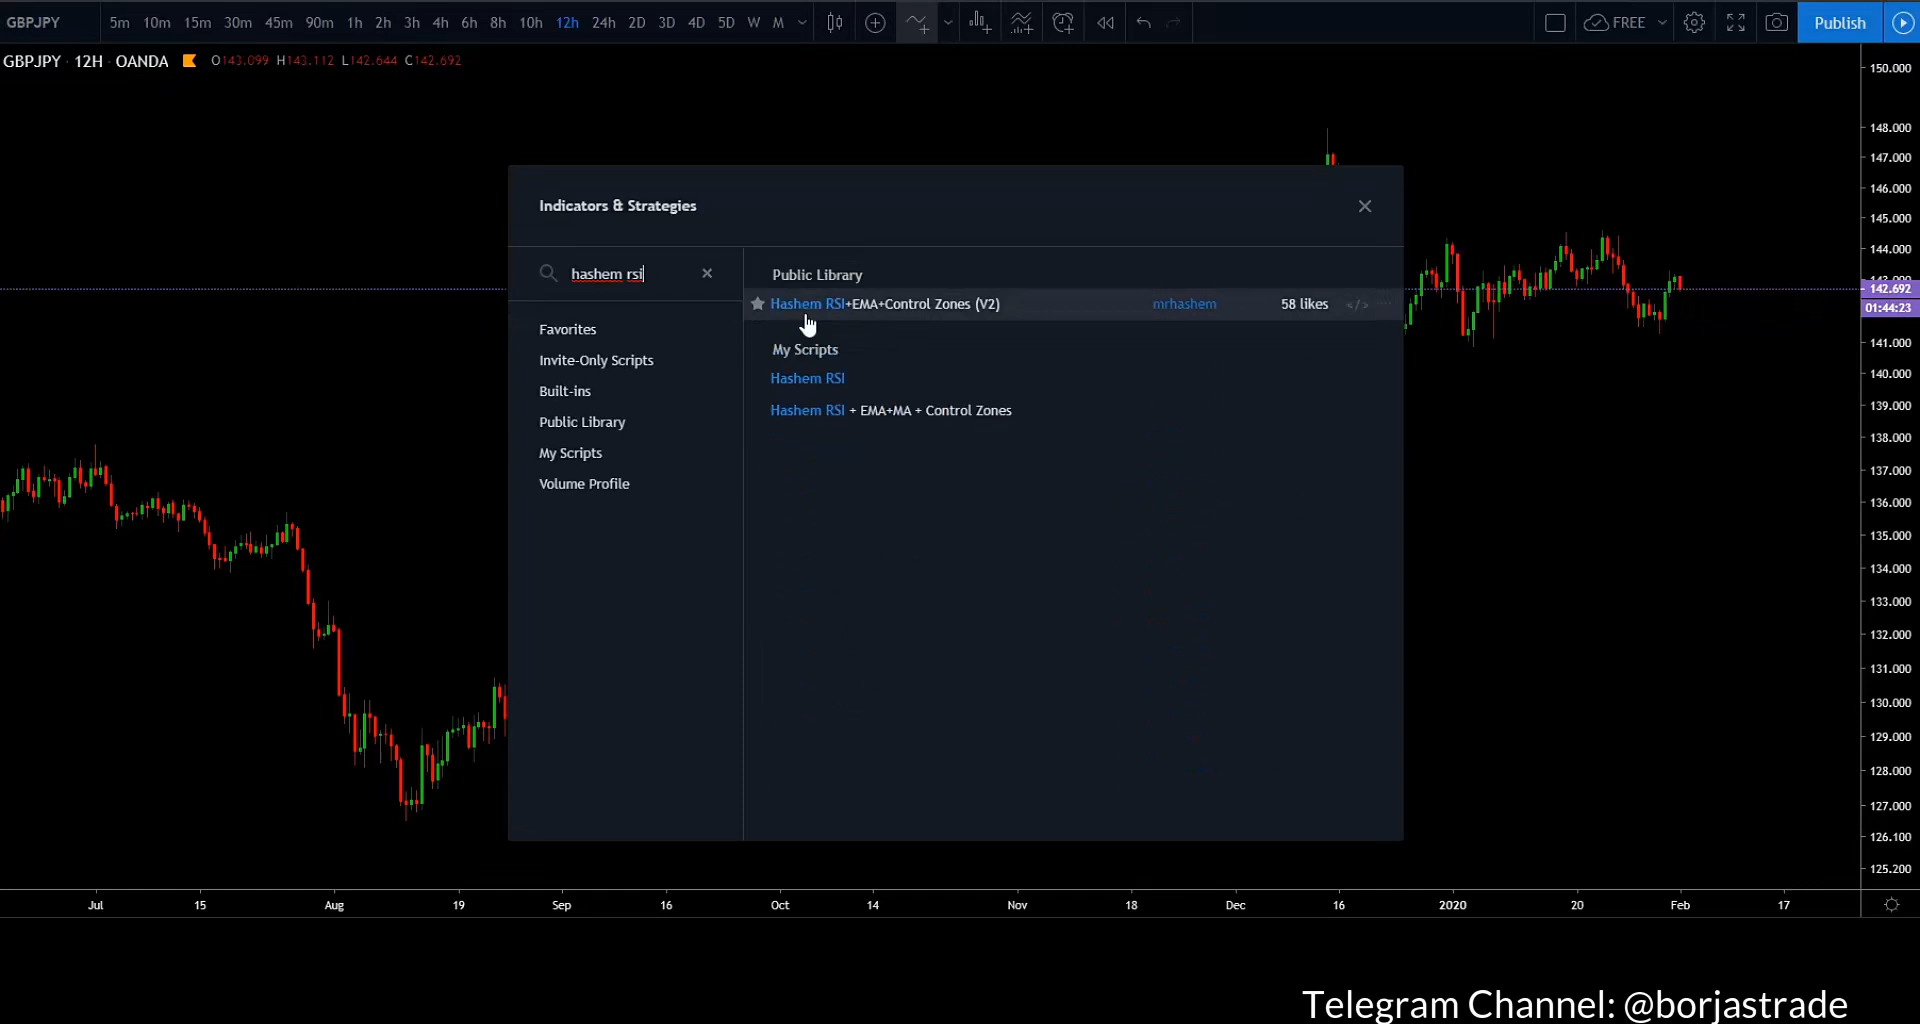 GBPJPY 5m 10m 15m 30m 45m 90m 1h 2h 3h 4h 6h 8h 10h 12h 24h 2D 3D 4D 5D W M FREE Publish
GBPJPY · 12H · OANDA O143.099 H143.112 L142.644 C142.692
150.000
148.000
147.000
146.000
145.000
144.000
142.692
01:44:23
141.000
140.000
139.000
138.000
137.000
136.000
135.000
134.000
133.000
132.000
131.000
130.000
129.000
128.000
127.000
126.100
125.200
Indicators & Strategies
hashem rsi
Favorites
Invite-Only Scripts
Built-ins
Public Library
My Scripts
Volume Profile
Public Library
Hashem RSI+EMA+Control Zones (V2) mrhashem 58 likes </>
My Scripts
Hashem RSI
Hashem RSI + EMA+MA + Control Zones
Jul 15 Aug 19 Sep 16 Oct 14 Nov 18 Dec 16 2020 20 Feb 17
Telegram Channel: @borjastrade